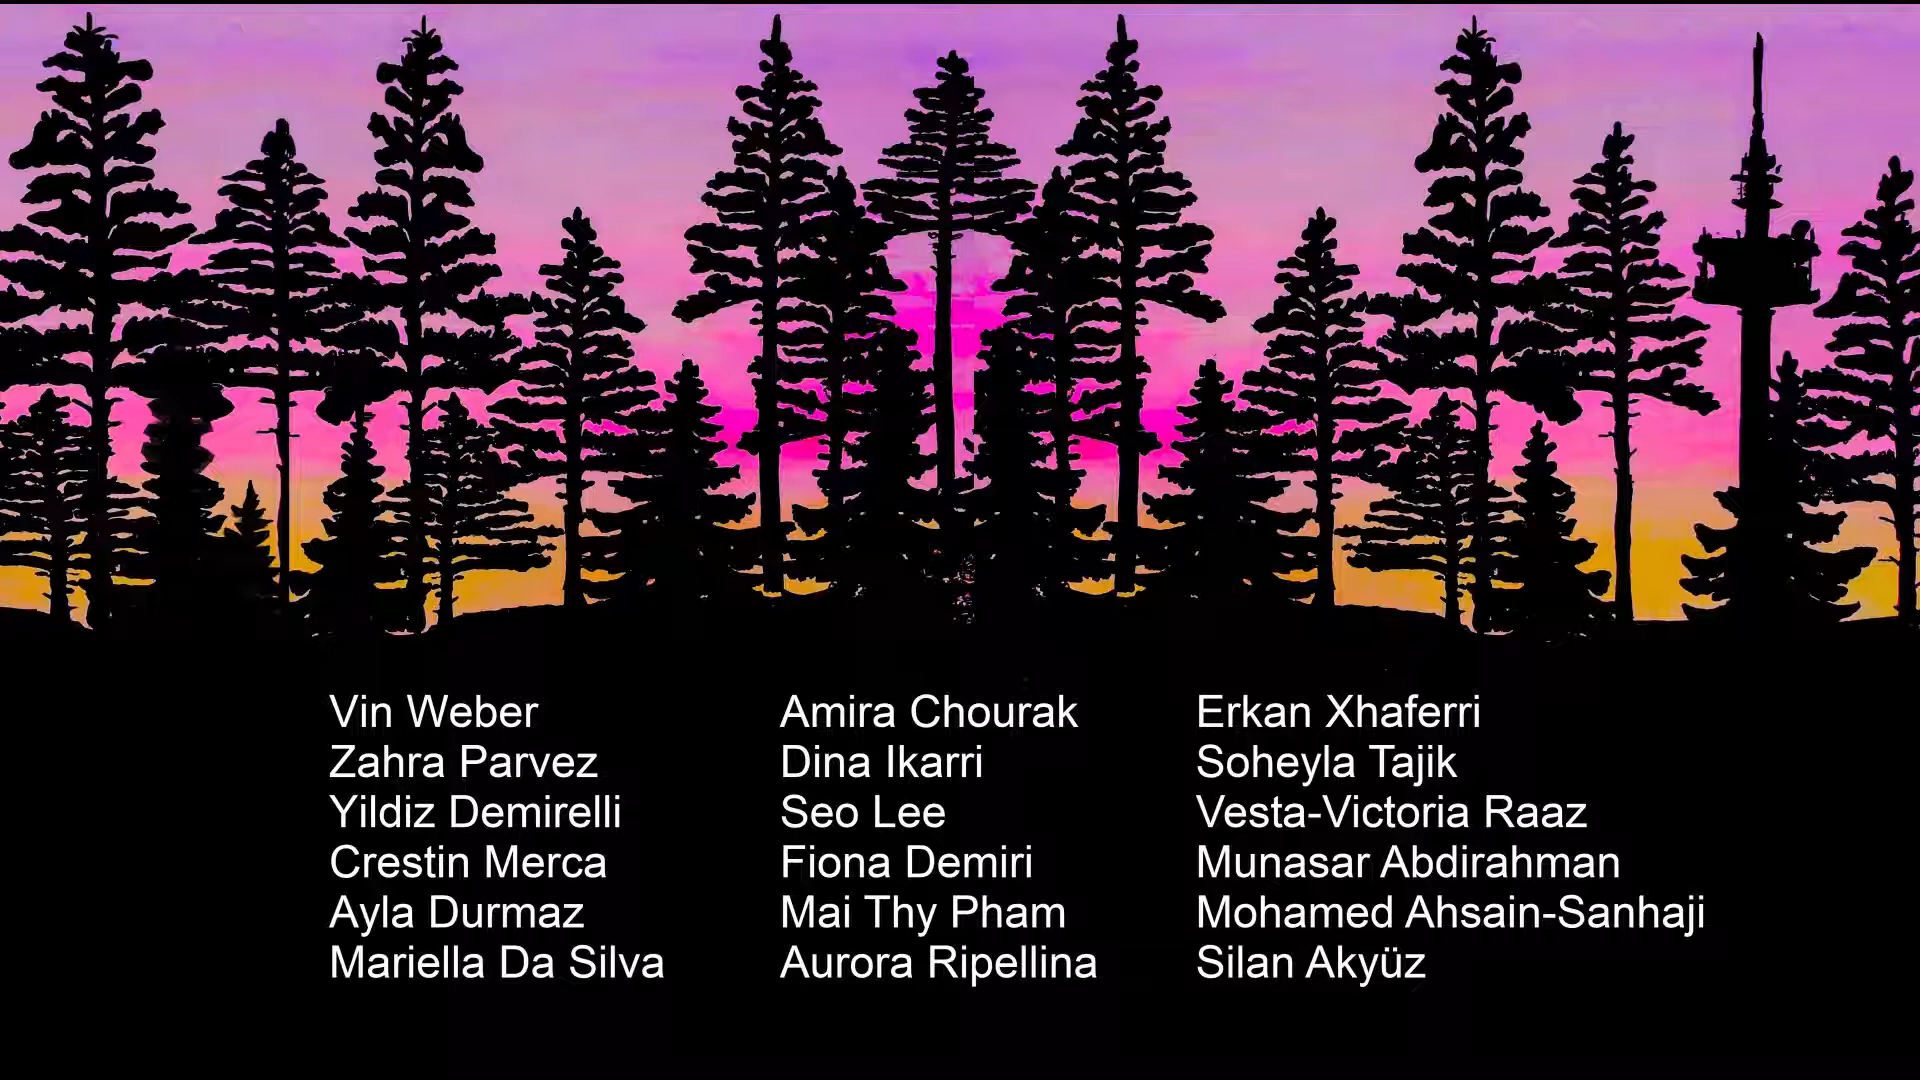 Vin Weber
Zahra Parvez
Yildiz Demirelli
Crestin Merca
Ayla Durmaz
Mariella Da Silva
Amira Chourak
Dina Ikarri
Seo Lee
Fiona Demiri
Mai Thy Pham
Aurora Ripellina
Erkan Xhaferri
Soheyla Tajik
Vesta-Victoria Raaz
Munasar Abdirahman
Mohamed Ahsain-Sanhaji
Silan Akyüz